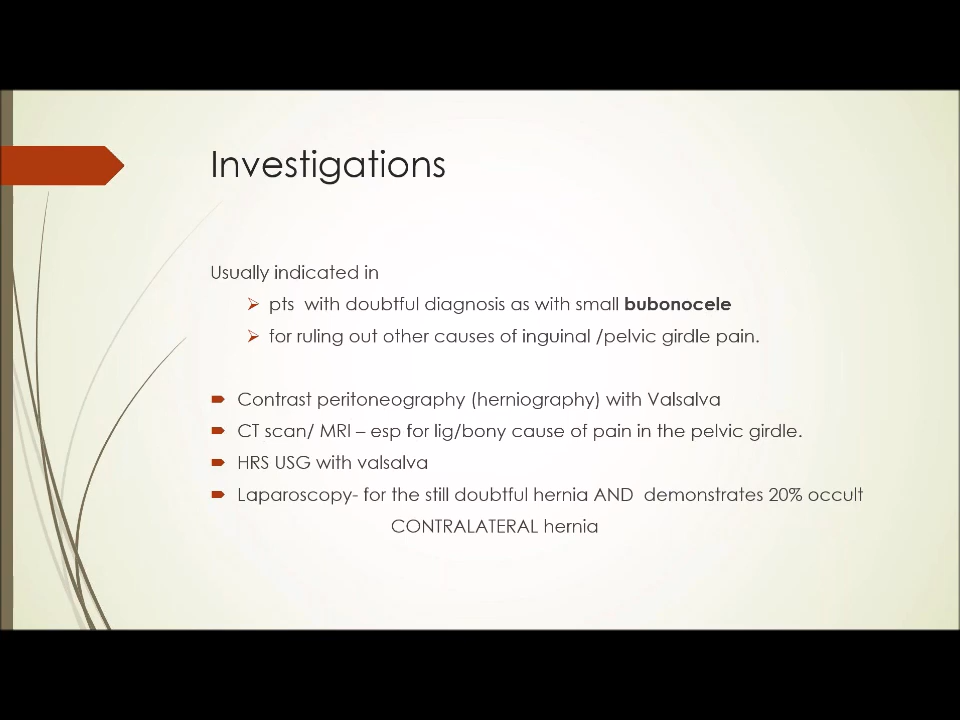 Investigations
Usually indicated in
pts with doubtful diagnosis as with small bubonocele
for ruling out other causes of inguinal /pelvic girdle pain.
Contrast peritoneography (herniography) with Valsalva
CT scan/ MRI – esp for lig/bony cause of pain in the pelvic girdle.
HRS USG with valsalva
Laparoscopy- for the still doubtful hernia AND demonstrates 20% occult
CONTRALATERAL hernia